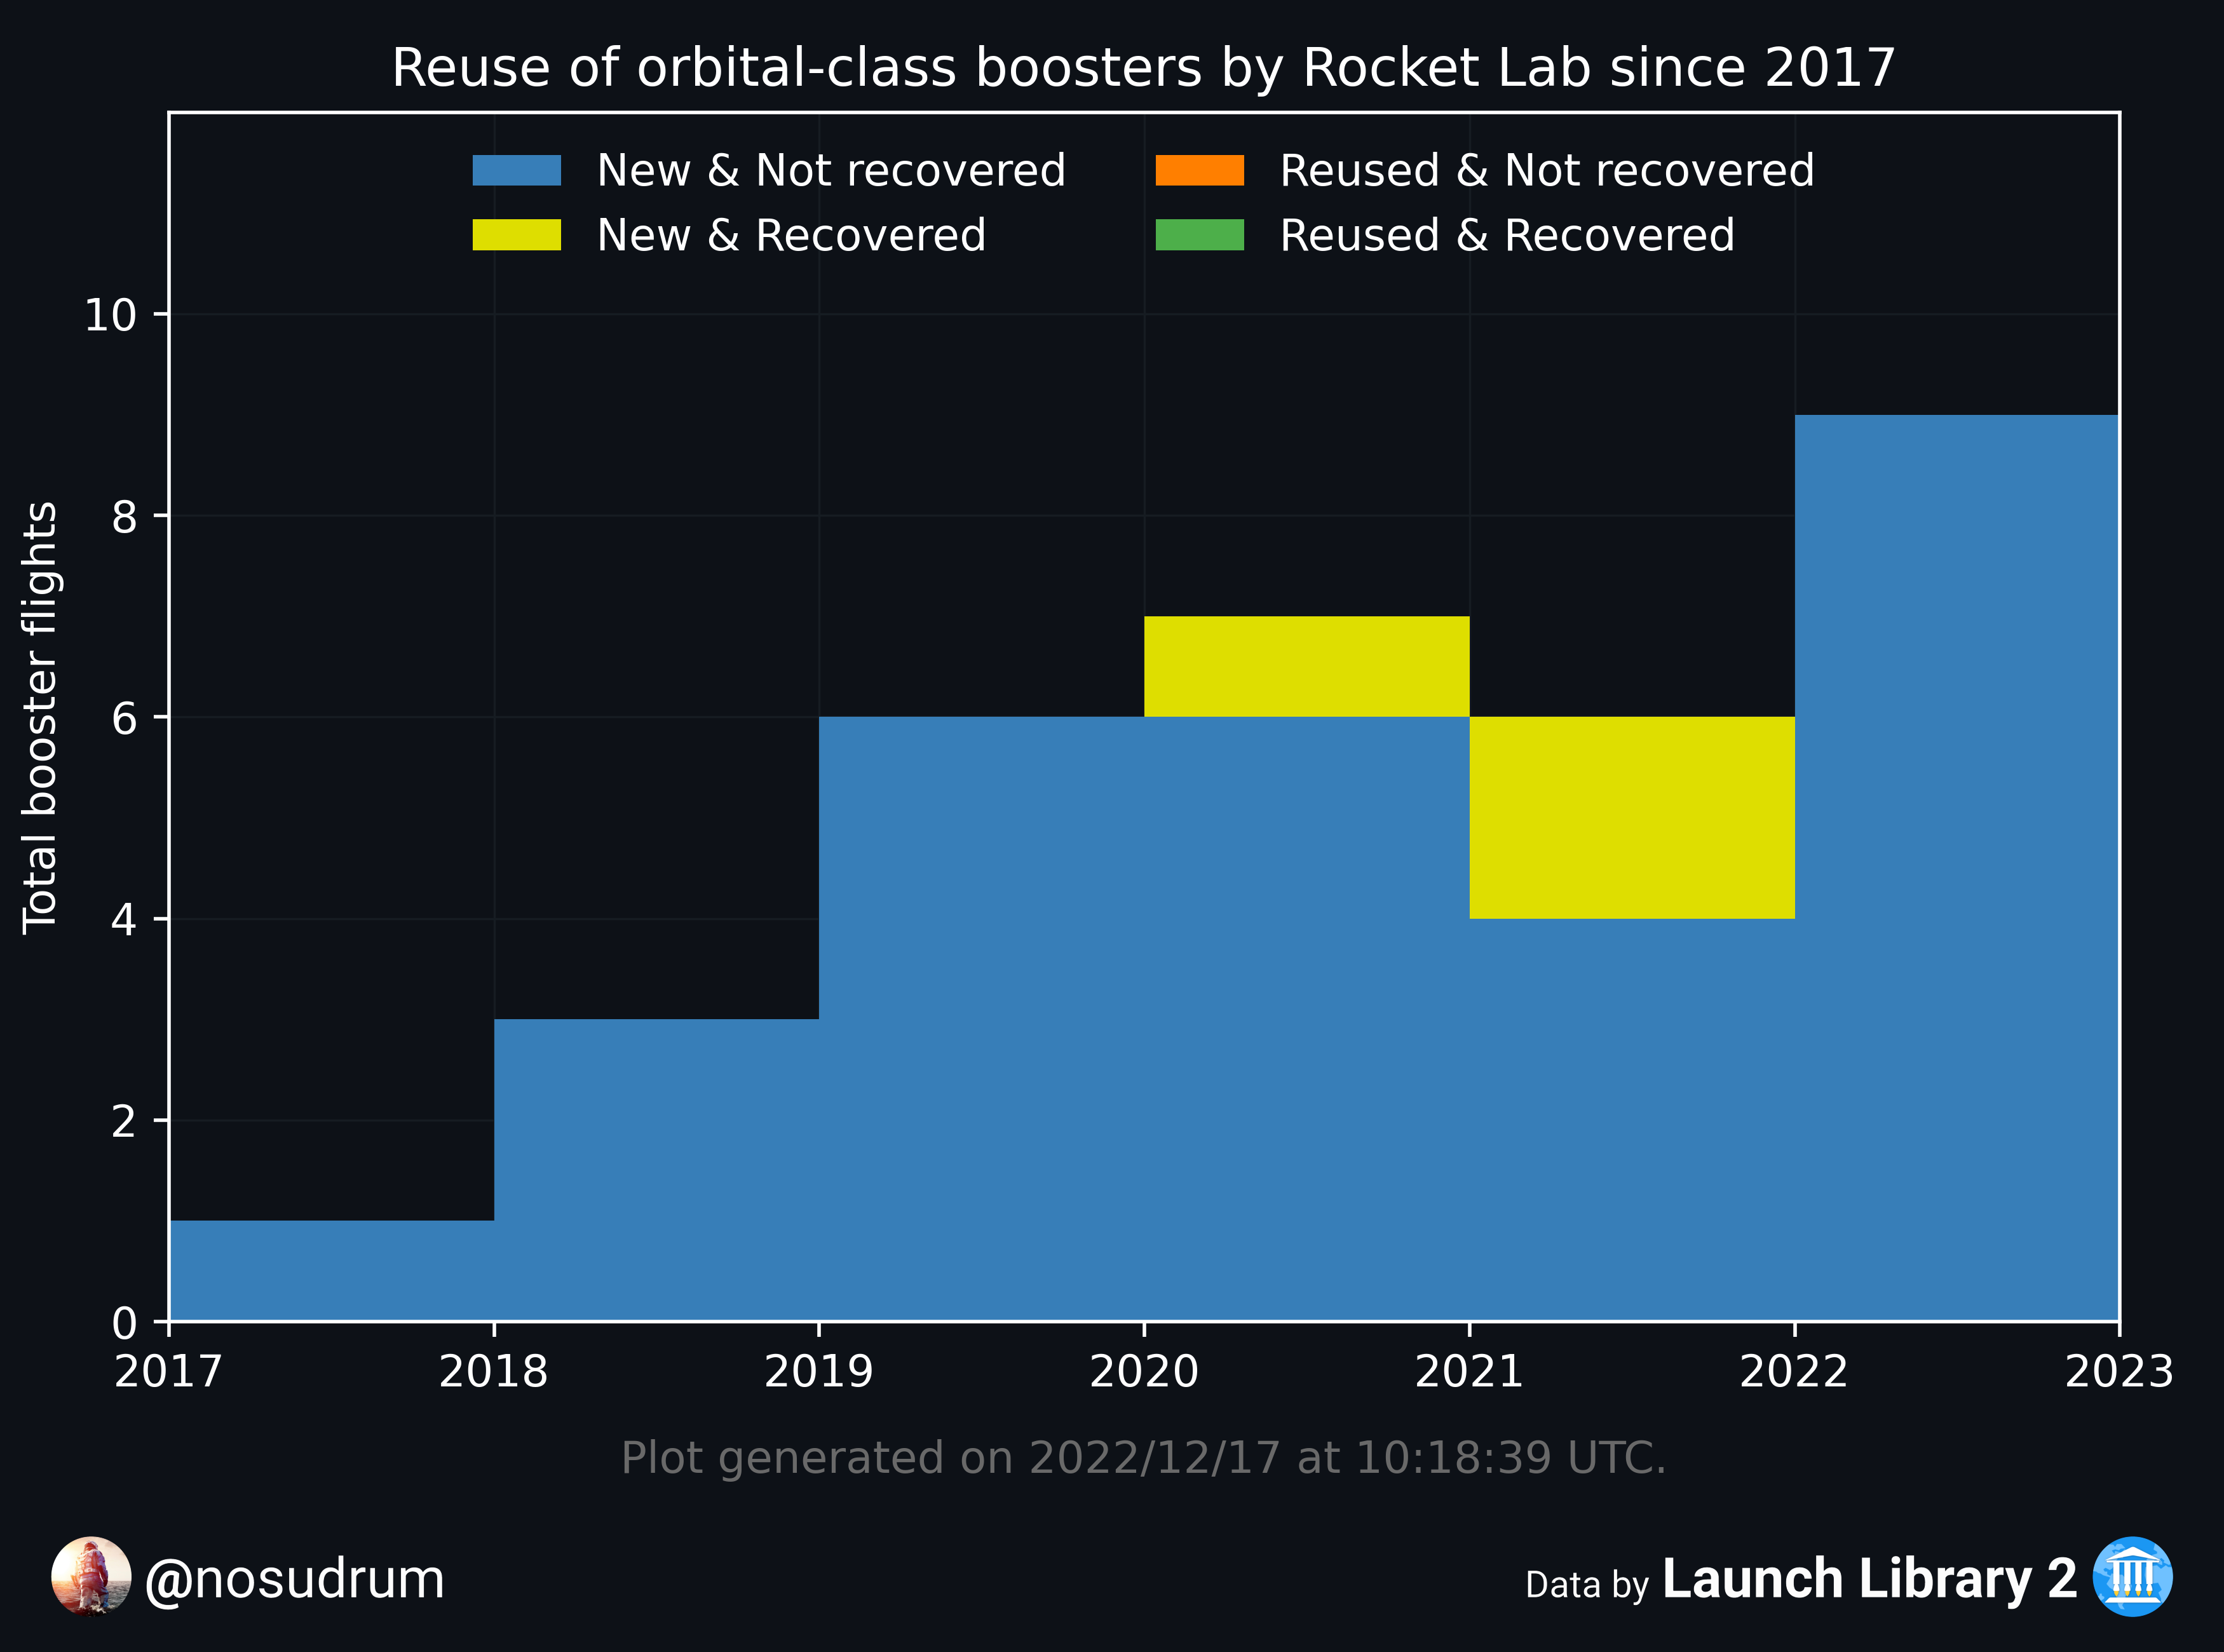 Reuse of orbital-class boosters by Rocket Lab since 2017
New & Not recovered
New & Recovered
Reused & Not recovered
Reused & Recovered
Total booster flights
10
8
6
4
2
0
2017 2018 2019 2020 2021 2022 2023
Plot generated on 2022/12/17 at 10:18:39 UTC.
@nosudrum
Data by Launch Library 2